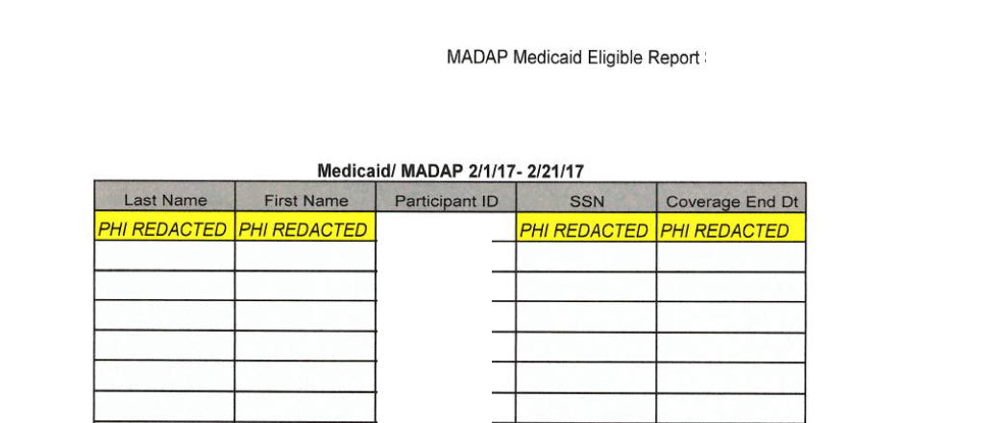 MADAP Medicaid Eligible Report
Medicaid/ MADAP 2/1/17- 2/21/17
Last Name First Name Participant ID SSN Coverage End Dt
PHI REDACTED PHI REDACTED PHI REDACTED PHI REDACTED